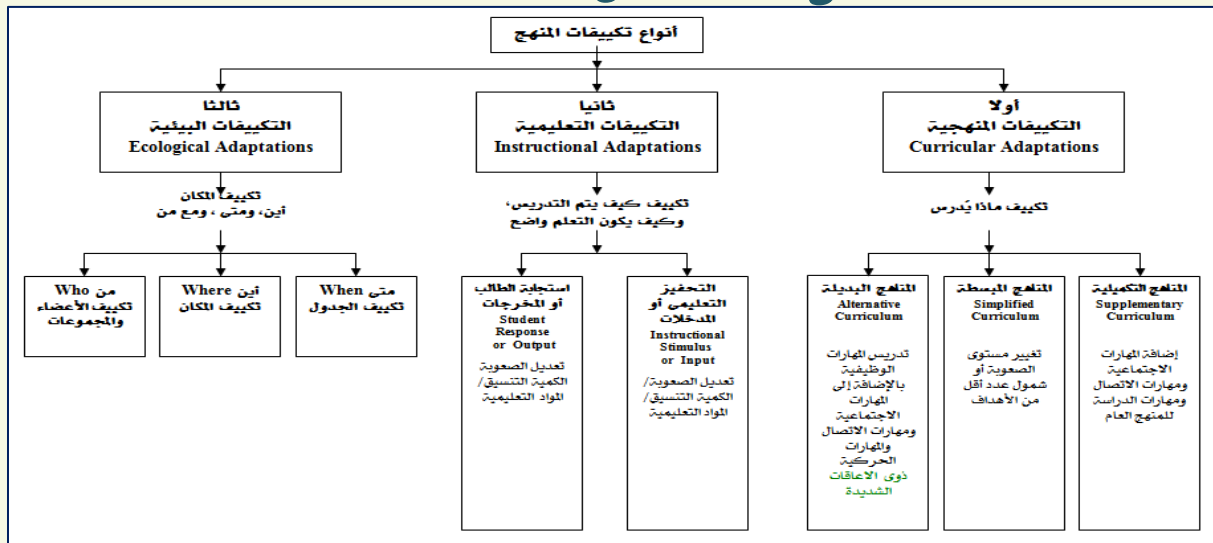 أنواع تكييفات المنهج
أولا
التكييفات المنهجية
Curricular Adaptations
تكييف ماذا يُدرس
المناهج التكميلية
Supplementary
Curriculum
إضافة المهارات
الاجتماعية
ومهارات الاتصال
ومهارات الدراسة
للمنهج العام
المناهج المبسطة
Simplified
Curriculum
تغيير مستوى
الصعوبة أو
شمول عدد أقل
من الأهداف
المناهج البديلة
Alternative
Curriculum
تدريس المهارات
الوظيفية
بالإضافة إلى
المهارات
الاجتماعية
ومهارات الاتصال
والمهارات
الحركية
ذوى الاعاقات
الشديدة
ثانيا
التكييفات التعليمية
Instructional Adaptations
تكييف كيف يتم التدريس،
وكيف يكون التعلم واضح
التحفيز
التعليمي أو
المدخلات
Instructional
Stimulus
or Input
تعديل الصعوبة/
الكمية التنسيق/
المواد التعليمية
استجابة الطالب
أو المخرجات
Student
Response
or Output
تعديل الصعوبة
الكمية التنسيق/
المواد التعليمية
ثالثا
التكييفات البيئية
Ecological Adaptations
تكييف المكان
أين، ومتى ، ومع من
متى When
تكييف الجدول
أين Where
تكييف المكان
من Who
تكييف الأعضاء
والمجموعات